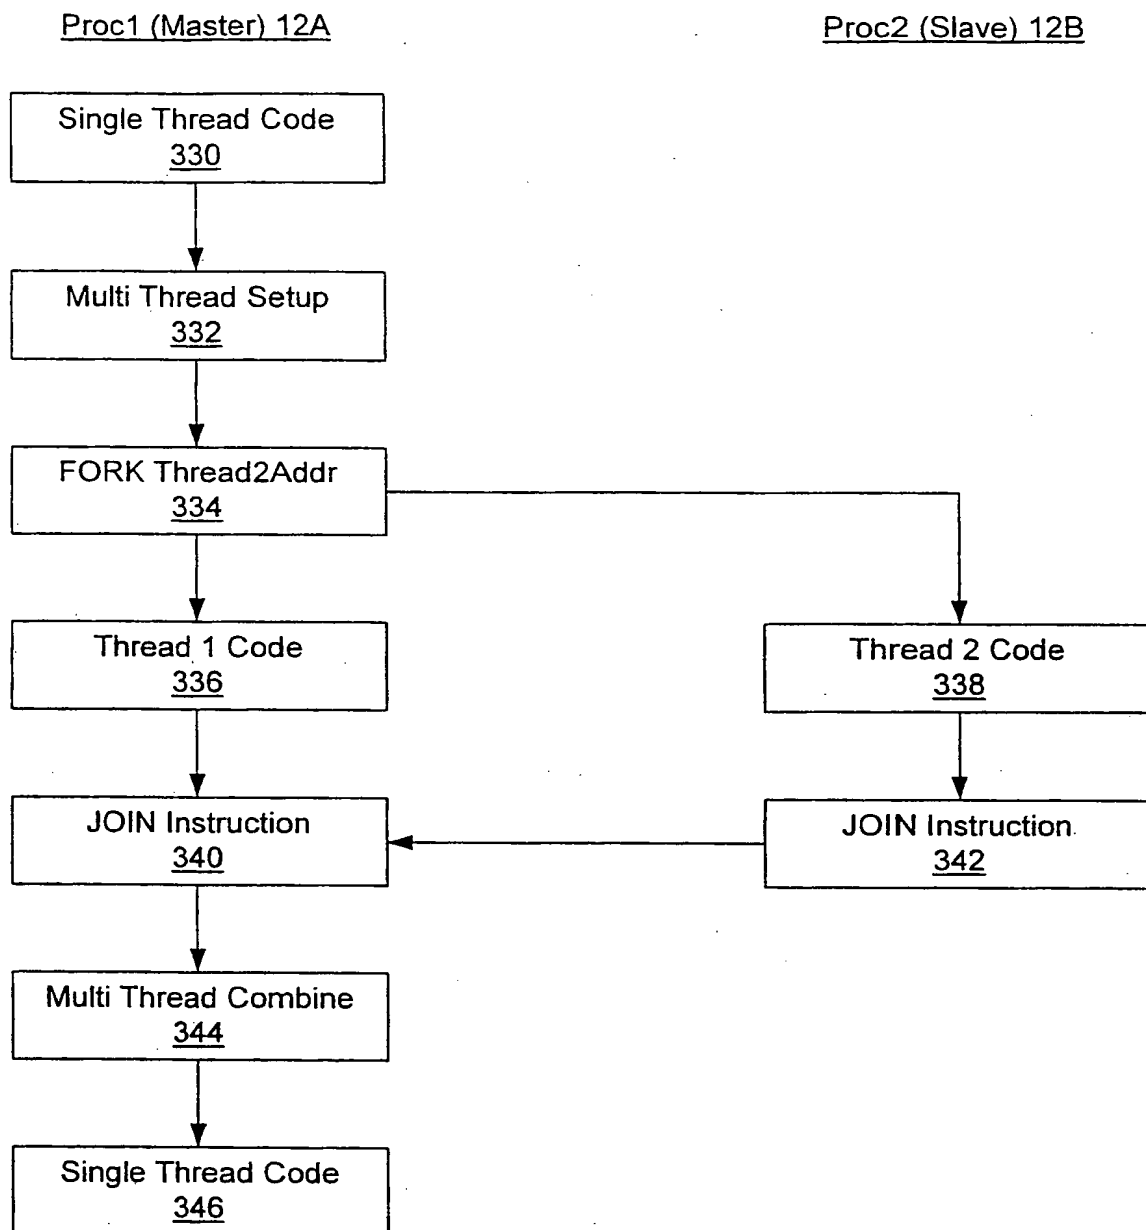 Proc1 (Master) 12A
Proc2 (Slave) 12B
Single Thread Code
330
Multi Thread Setup
332
FORK Thread2Addr
334
Thread 1 Code
336
Thread 2 Code
338
JOIN Instruction
340
JOIN Instruction
342
Multi Thread Combine
344
Single Thread Code
346